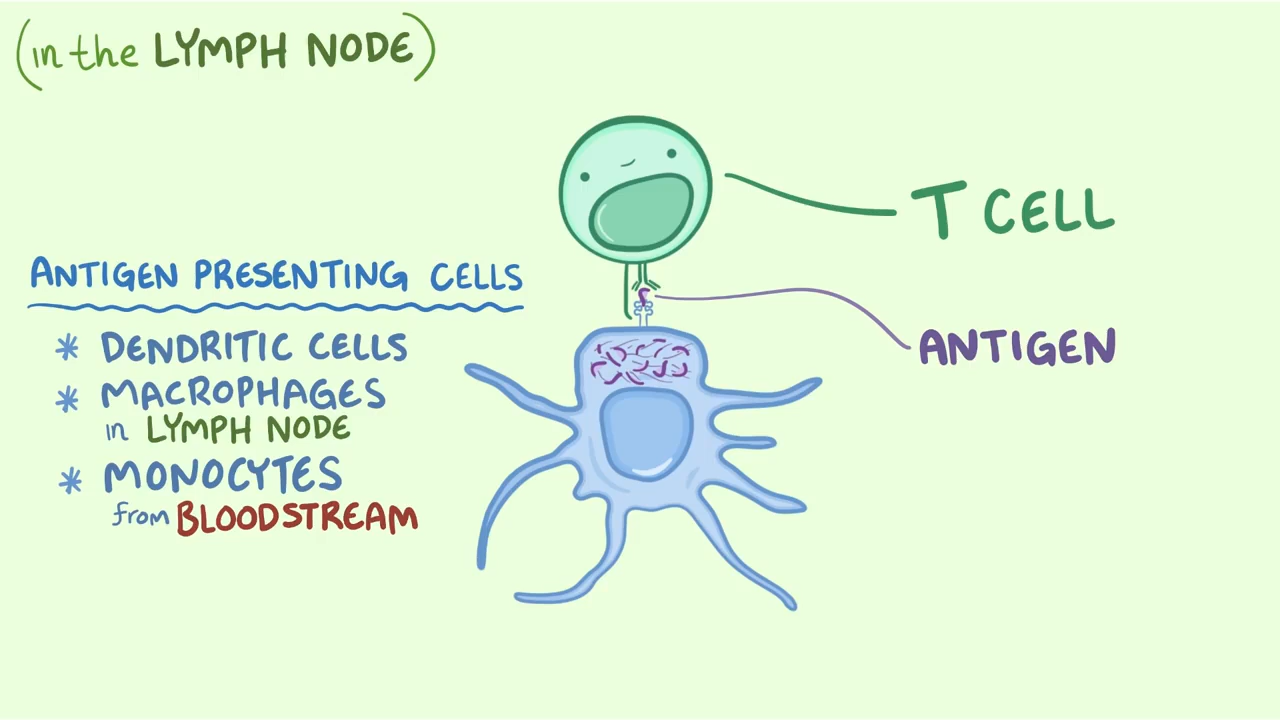 (in the LYMPH NODE)
T CELL
ANTIGEN PRESENTING CELLS
* DENDRITIC CELLS
* MACROPHAGES
in LYMPH NODE
* MONOCYTES
from BLOODSTREAM
ANTIGEN